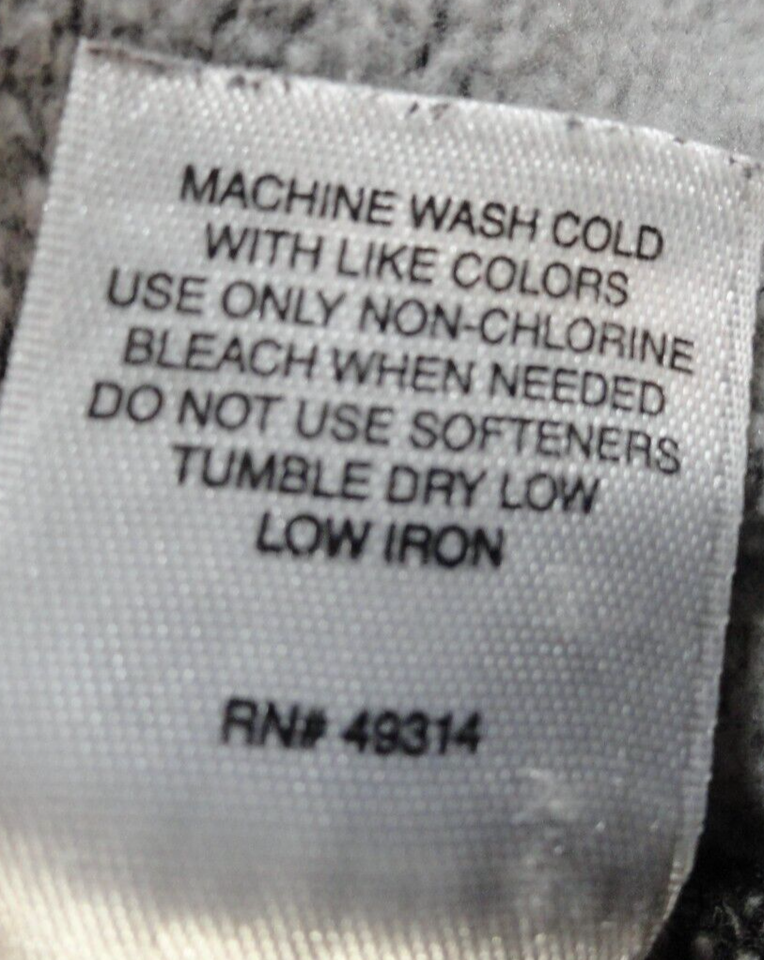 MACHINE WASH COLD
WITH LIKE COLORS
USE ONLY NON-CHLORINE
BLEACH WHEN NEEDED
DO NOT USE SOFTENERS
TUMBLE DRY LOW
LOW IRON
RN# 49314